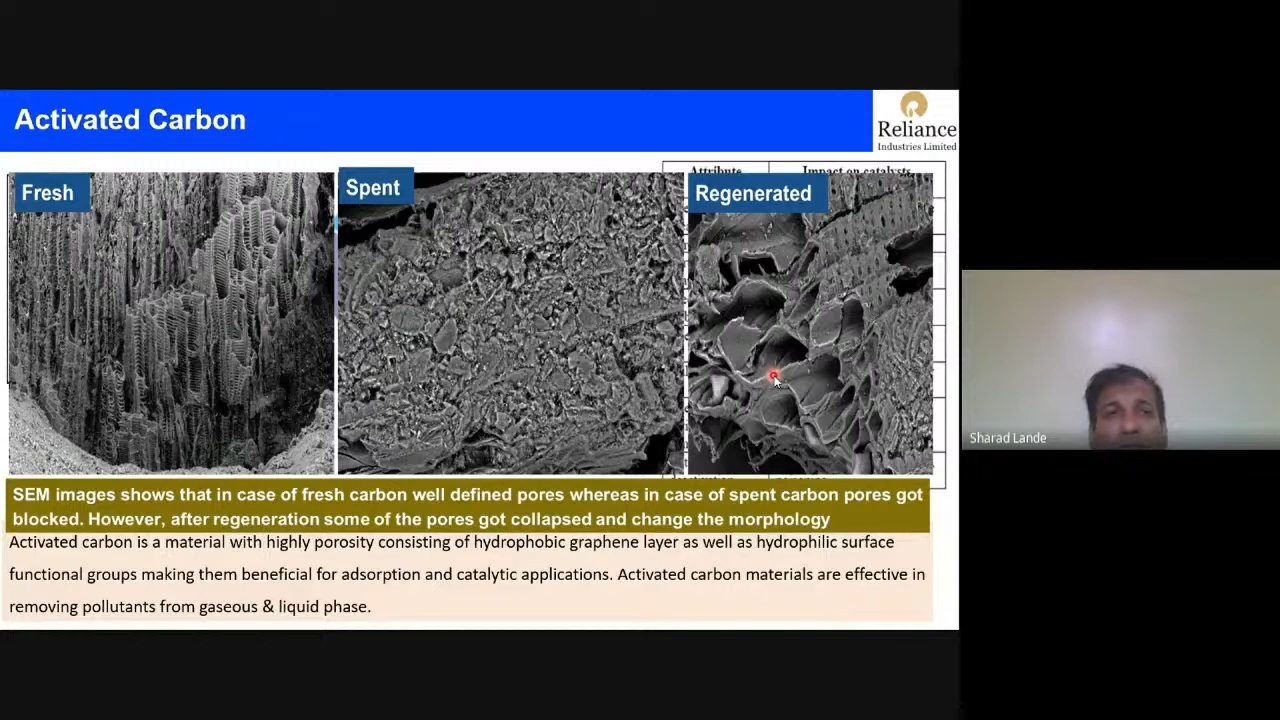 Activated Carbon
Reliance
Industries Limited
Attribute
Impact on catalysts
Fresh
Spent
Regenerated
SEM images shows that in case of fresh carbon well defined pores whereas in case of spent carbon pores got
blocked. However, after regeneration some of the pores got collapsed and change the morphology
Activated carbon is a material with highly porosity consisting of hydrophobic graphene layer as well as hydrophilic surface
functional groups making them beneficial for adsorption and catalytic applications. Activated carbon materials are effective in
removing pollutants from gaseous & liquid phase.
Sharad Lande